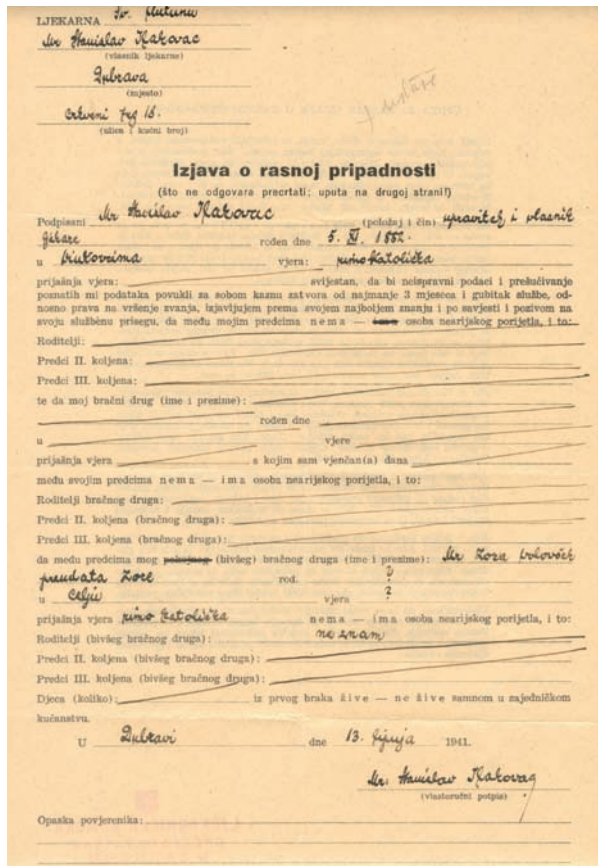 LJEKARNA Sv. Martinu
Mr Stanislav Makovac
(vlasnik ljekarne)
Dubrava
(mjesto)
Crkveni trg 18.
(ulica i kućni broj)
Izjava o rasnoj pripadnosti
(što ne odgovara precrtati; uputa na drugoj strani!)
Podpisani Mr Stanislav Makovac (položaj i čin) upravitelj i vlasnik
ljekare rođen dne 5. XI. 1882.
u vjera: rimokatolička
prijašnja vjera: svijestan, da bi neispravni podaci i prešućivanje
poznatih mi podataka povukli za sobom kaznu zatvora od najmanje 3 mjeseca i gubitak službe, od-
nosno prava na vršenje zvanja, izjavljujem prema svojem najboljem znanju i po savjesti i pozivom na
svoju službenu prisegu, da među mojim predcima nema — ima osoba nearijskog porijetla, i to:
Roditelji:
Predci II. koljena:
Predci III. koljena:
te da moj bračni drug (ime i prezime):
rođen dne
u vjere
prijašnja vjera s kojim sam vjenčan(a) dana
među svojim predcima nema — ima osoba nearijskog porijetla, i to:
Roditelji bračnog druga:
Predci II. koljena (bračnog druga):
Predci III. koljena (bračnog druga):
da među predcima mog pokojnog (bivšeg) bračnog druga (ime i prezime): Mr Zora
preudata Zore rod. ?
u Celju vjera ?
prijašnja vjera rimo katolička nema — ima osoba nearijskog porijetla, i to:
Roditelji (bivšeg bračnog druga): ne znam
Predci II. koljena (bivšeg bračnog druga):
Predci III. koljena (bivšeg bračnog druga):
Djeca (koliko): iz prvog braka žive — ne žive samnom u zajedničkom
kućanstvu.
U Dubravi dne 13. lipnja 1941.
Mr. Stanislav Makovac
(vlastoručni potpis)
Opaska povjerenika: